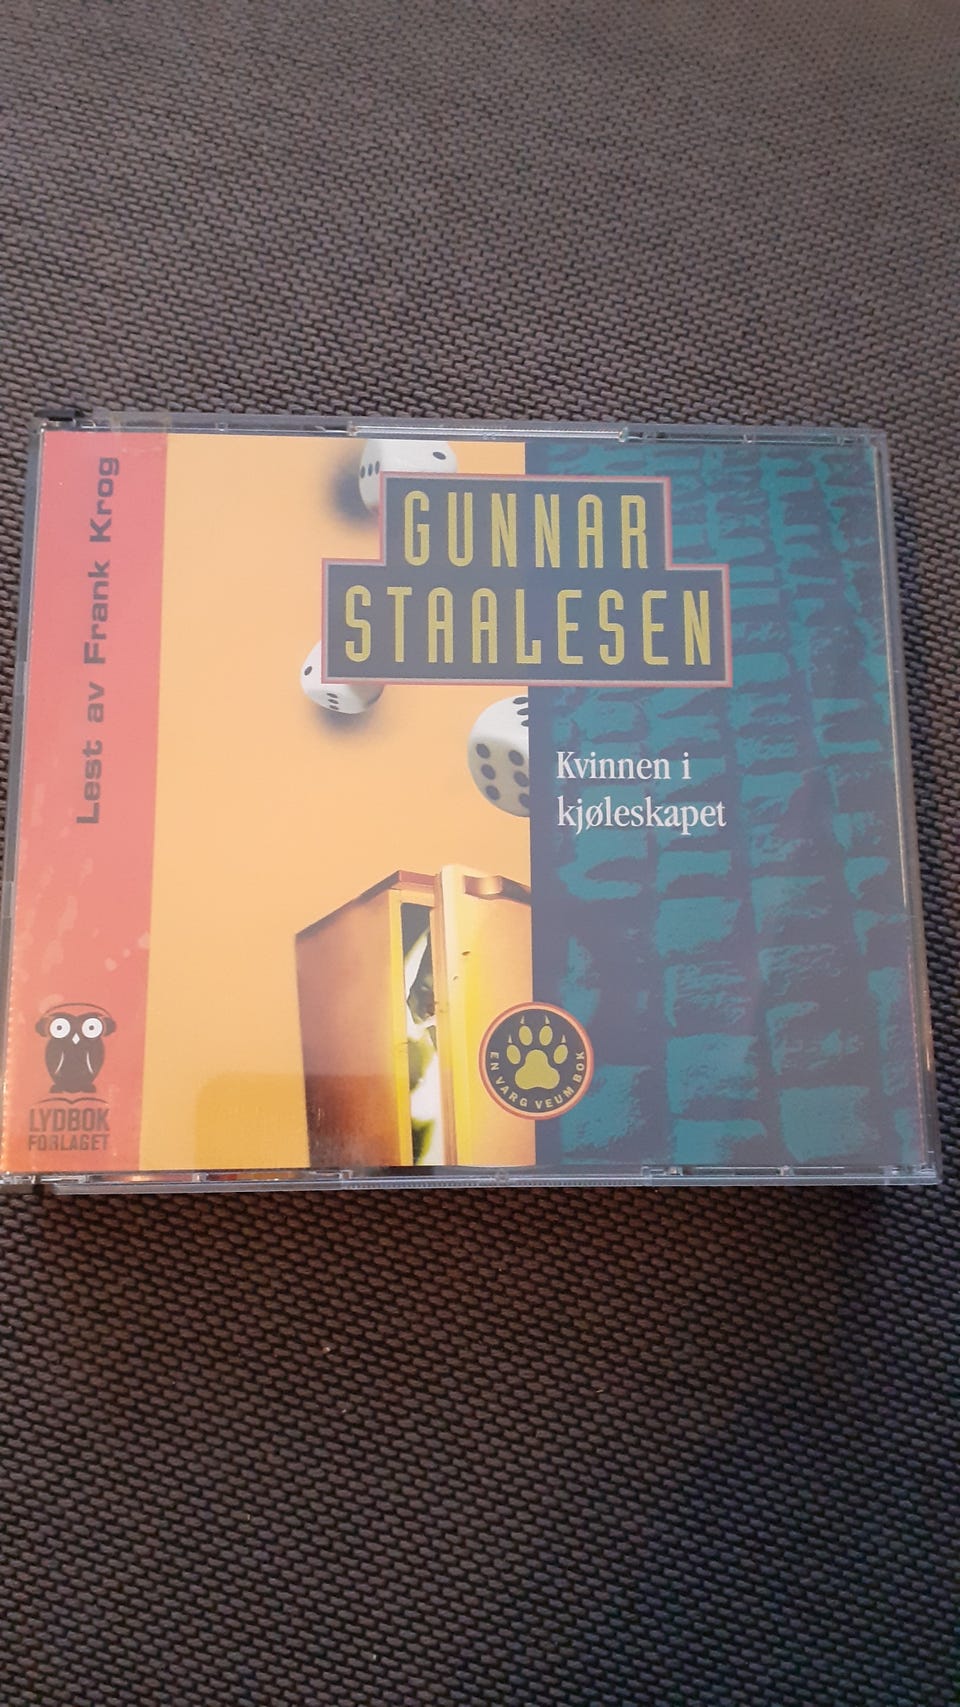 Lest av Frank Krog
GUNNAR
STAALESEN
Kvinnen i
kjøleskapet
EN VARG VEUM BOK
LYDBOK
FORLAGET